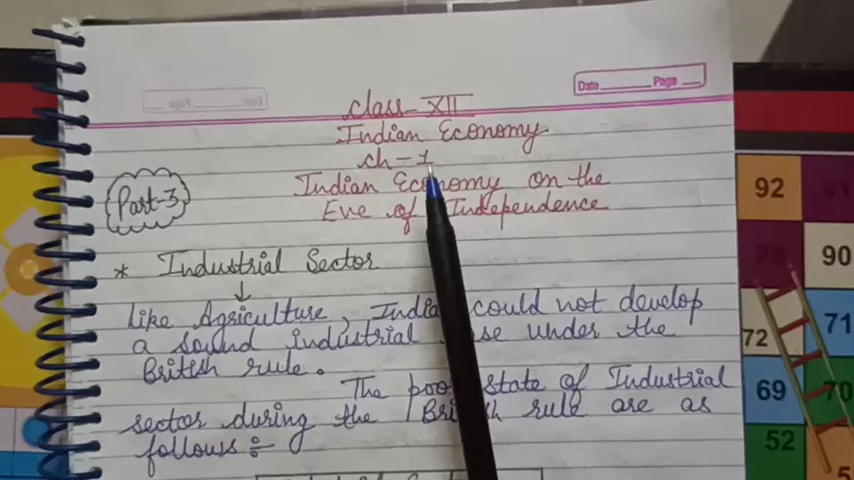 Date Page
class - XII
Indian Economy
ch - 1
Indian Economy on the
Eve of Independence
Part-3
* Industrial Sector
like Agriculture, India could not develop
a sound industrial under the
British rule.
The state of Industrial
sector during the British rule are as
follows :-
92
90
72
71
69
70
52